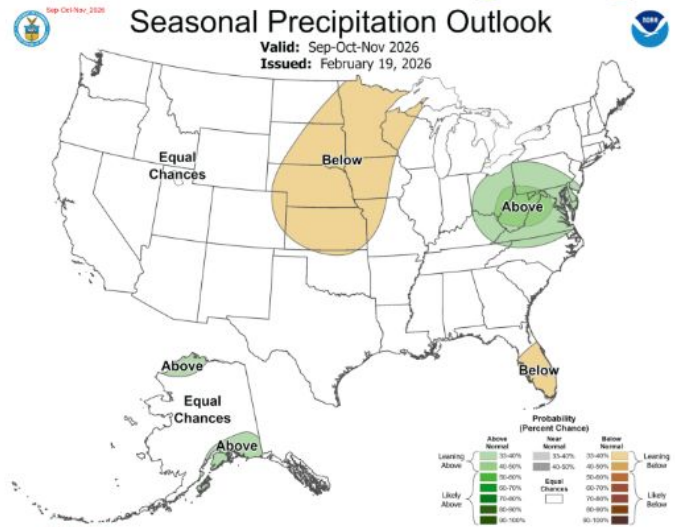 Sep-Oct-Nov_2026
Seasonal Precipitation Outlook
noaa
Valid: Sep-Oct-Nov 2026
Issued: February 19, 2026
Equal
Chances
Below
Above
Below
Above
Equal
Chances
Above
Probability
(Percent Chance)
Above
Normal
Near
Normal
Below
Normal
Leaning
Above
33-40%
40-50%
33-40%
40-50%
33-40%
40-50%
Leaning
Below
Likely
Above
50-60%
60-70%
70-80%
80-90%
90-100%
Equal
Chances
50-60%
60-70%
70-80%
80-90%
90-100%
Likely
Below